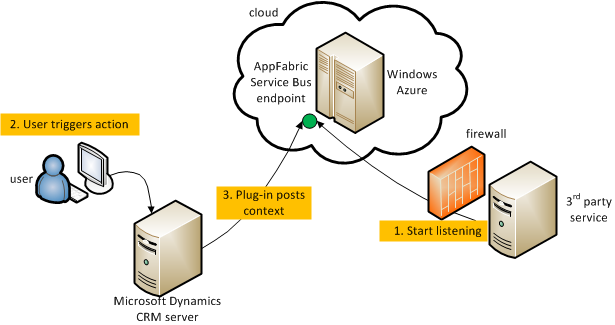 cloud
AppFabric
Service Bus
endpoint
Windows
Azure
2. User triggers action
firewall
user
3. Plug-in posts
context
3rd party
service
1. Start listening
Microsoft Dynamics
CRM server